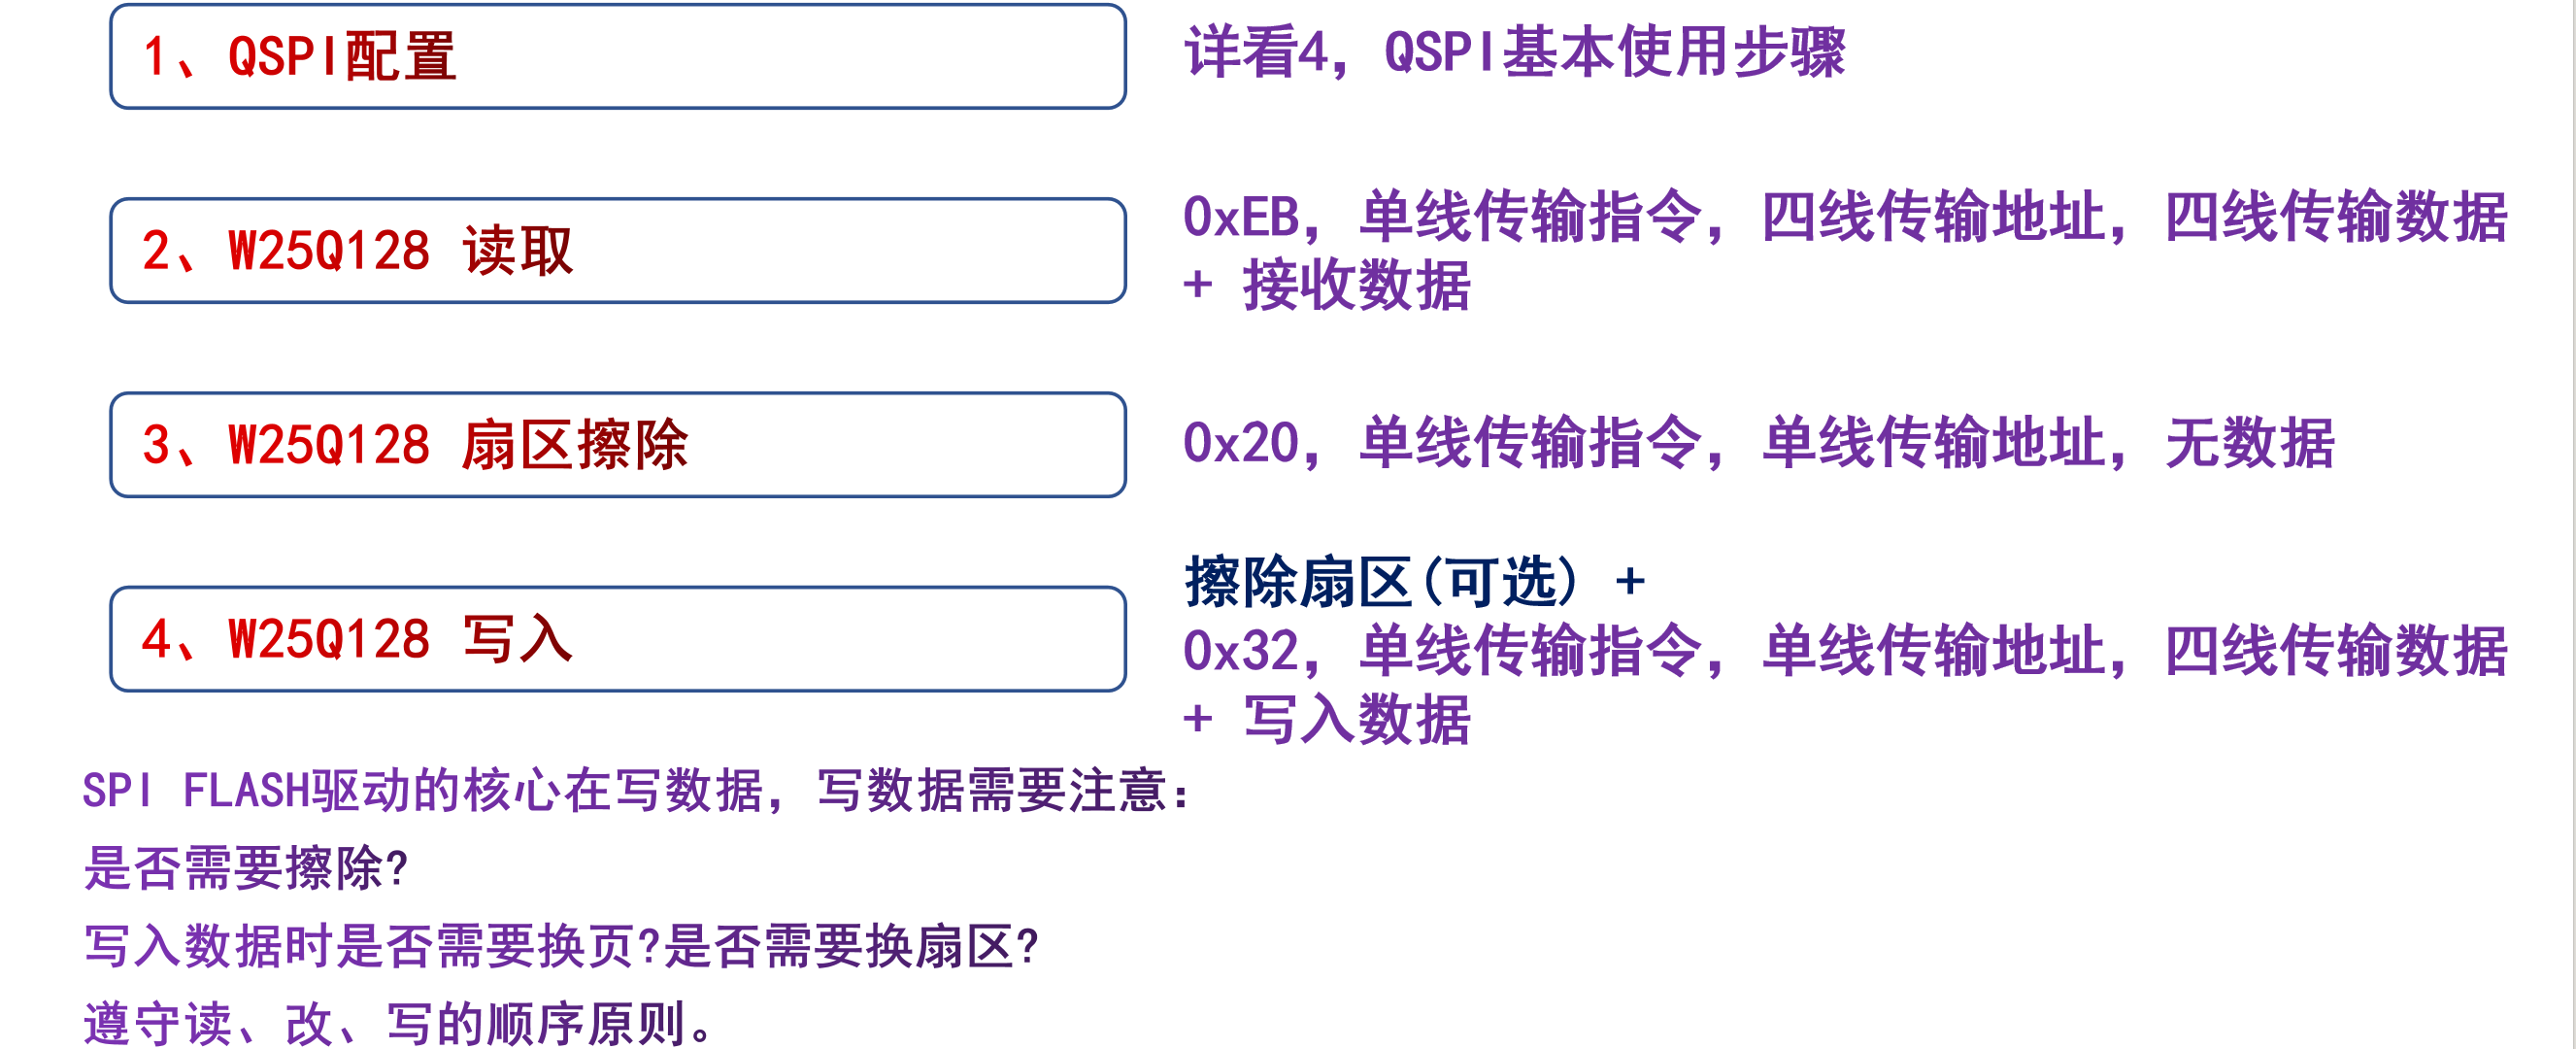 1、QSPI配置
详看4，QSPI基本使用步骤
2、W25Q128 读取
0xEB，单线传输指令，四线传输地址，四线传输数据
+ 接收数据
3、W25Q128 扇区擦除
0x20，单线传输指令，单线传输地址，无数据
4、W25Q128 写入
擦除扇区(可选) +
0x32，单线传输指令，单线传输地址，四线传输数据
+ 写入数据
SPI FLASH驱动的核心在写数据，写数据需要注意：
是否需要擦除?
写入数据时是否需要换页?是否需要换扇区?
遵守读、改、写的顺序原则。